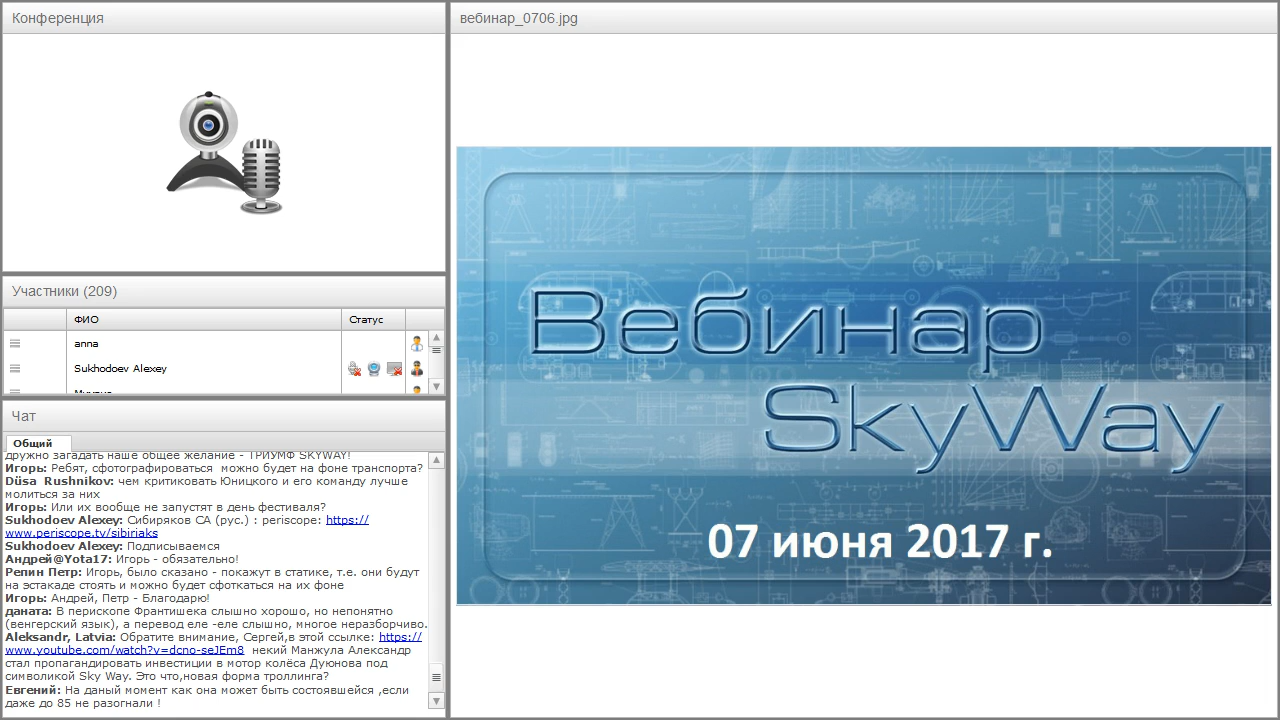 Конференция
Участники (209)
ФИО
Статус
anna
Sukhodoev Alexey
Чат
Общий
дружно загадать наше общее желание - ТРИУМФ SKYWAY!
Игорь: Ребят, сфотографироваться можно будет на фоне транспорта?
Düsa Rushnikov: чем критиковать Юницкого и его команду лучше
молиться за них
Игорь: Или их вообще не запустят в день фестиваля?
Sukhodoev Alexey: Сибиряков СА (рус.) : periscope: https://
www.periscope.tv/sibiriaks
Sukhodoev Alexey: Подписываемся
Андрей@Yota17: Игорь - обязательно!
Репин Петр: Игорь, было сказано - покажут в статике, т.е. они будут
на эстакаде стоять и можно будет сфоткаться на их фоне
Игорь: Андрей, Петр - Благодарю!
даната: В перископе Франтишека слышно хорошо, но непонятно
(венгерский язык), а перевод еле -еле слышно, многое неразборчиво.
Aleksandr, Latvia: Обратите внимание, Сергей,в этой ссылке: https://
www.youtube.com/watch?v=dcno-seJEm8 некий Манжула Александр
стал пропагандировать инвестиции в мотор колёса Дуюнова под
символикой Sky Way. Это что,новая форма троллинга?
Евгений: На даный момент как она может быть состоявшейся ,если
даже до 85 не разогнали !
вебинар_0706.jpg
Вебинар
SkyWay
07 июня 2017 г.